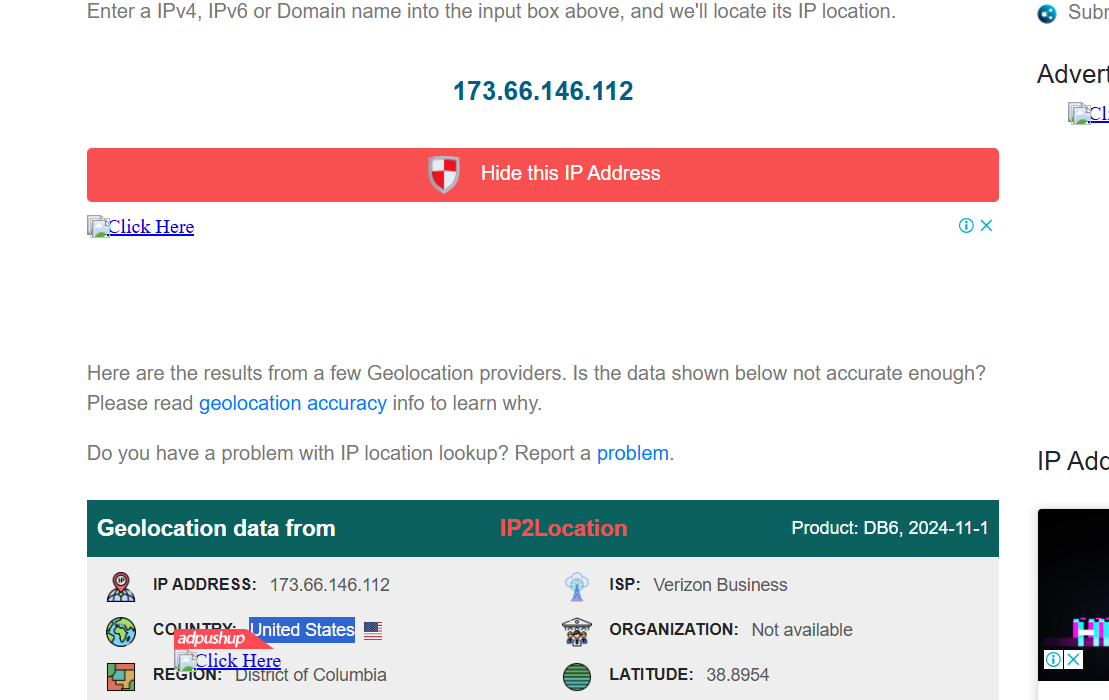 Enter a IPv4, IPv6 or Domain name into the input box above, and we'll locate its IP location.
173.66.146.112
Hide this IP Address
Click Here
Here are the results from a few Geolocation providers. Is the data shown below not accurate enough?
Please read geolocation accuracy info to learn why.
Do you have a problem with IP location lookup? Report a problem.
Geolocation data from IP2Location Product: DB6, 2024-11-1
IP ADDRESS: 173.66.146.112 ISP: Verizon Business
COUNTRY: United States ORGANIZATION: Not available
adpushup
Click Here
REGION: District of Columbia LATITUDE: 38.8954
Advert
Cli
IP Add